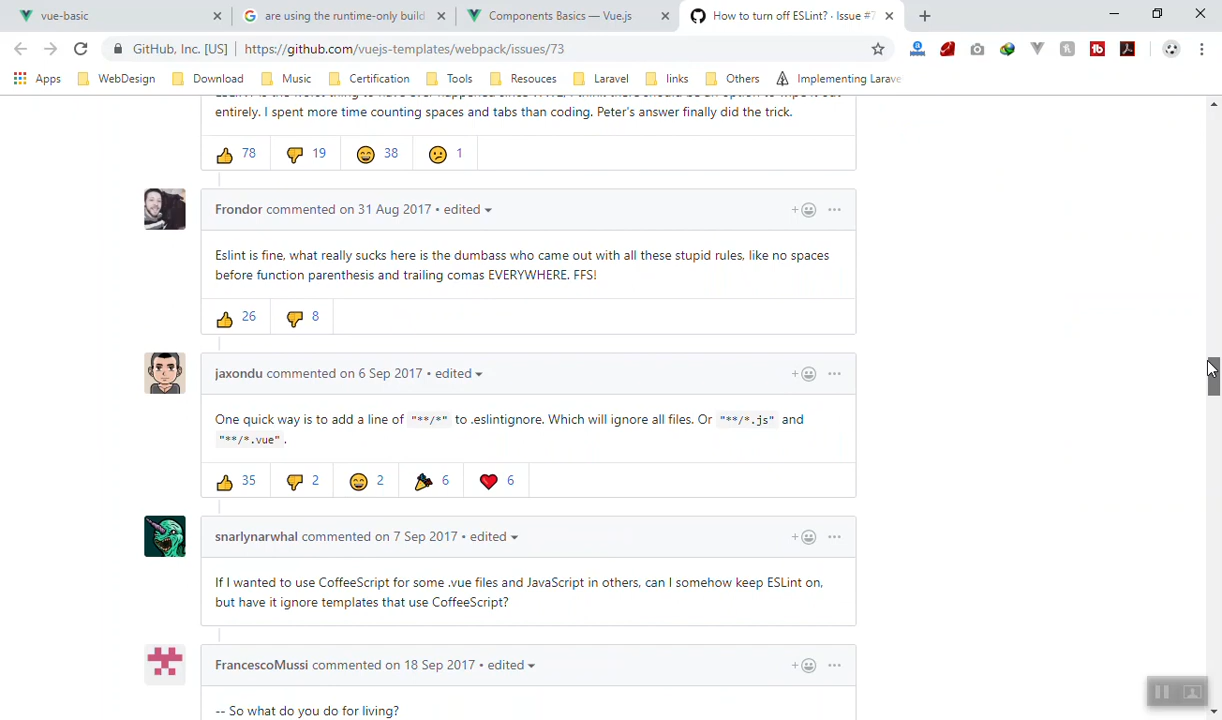 vue-basic
are using the runtime-only build
Components Basics — Vue.js
How to turn off ESLint? · Issue #7
GitHub, Inc. [US]
https://github.com/vuejs-templates/webpack/issues/73
Apps
WebDesign
Download
Music
Certification
Tools
Resouces
Laravel
links
Others
Implementing Larave
entirely. I spent more time counting spaces and tabs than coding. Peter's answer finally did the trick.
78
19
38
1
Frondor commented on 31 Aug 2017 • edited
Eslint is fine, what really sucks here is the dumbass who came out with all these stupid rules, like no spaces
before function parenthesis and trailing comas EVERYWHERE. FFS!
26
8
jaxondu commented on 6 Sep 2017 • edited
One quick way is to add a line of "**/*" to .eslintignore. Which will ignore all files. Or "**/*.js" and
"**/*.vue".
35
2
2
6
6
snarlynarwhal commented on 7 Sep 2017 • edited
If I wanted to use CoffeeScript for some .vue files and JavaScript in others, can I somehow keep ESLint on,
but have it ignore templates that use CoffeeScript?
FrancescoMussi commented on 18 Sep 2017 • edited
-- So what do you do for living?